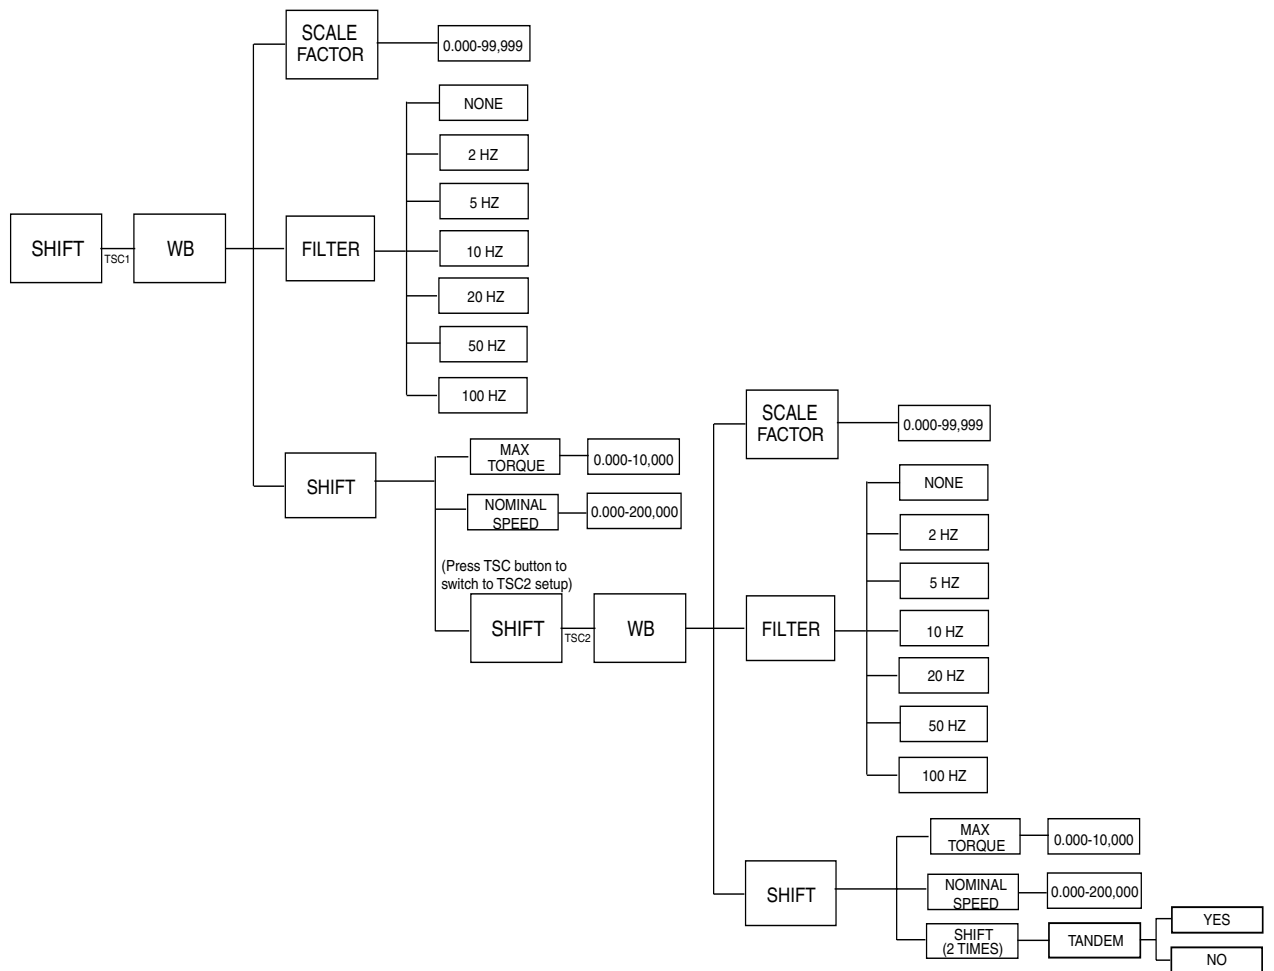 SCALE
FACTOR
0.000-99,999
NONE
2 HZ
5 HZ
SHIFT
TSC1
WB
FILTER
10 HZ
20 HZ
50 HZ
100 HZ
SHIFT
MAX
TORQUE
0.000-10,000
NOMINAL
SPEED
0.000-200,000
(Press TSC button to
switch to TSC2 setup)
SHIFT
TSC2
WB
SCALE
FACTOR
0.000-99,999
NONE
2 HZ
5 HZ
FILTER
10 HZ
20 HZ
50 HZ
100 HZ
SHIFT
MAX
TORQUE
0.000-10,000
NOMINAL
SPEED
0.000-200,000
SHIFT
(2 TIMES)
TANDEM
YES
NO